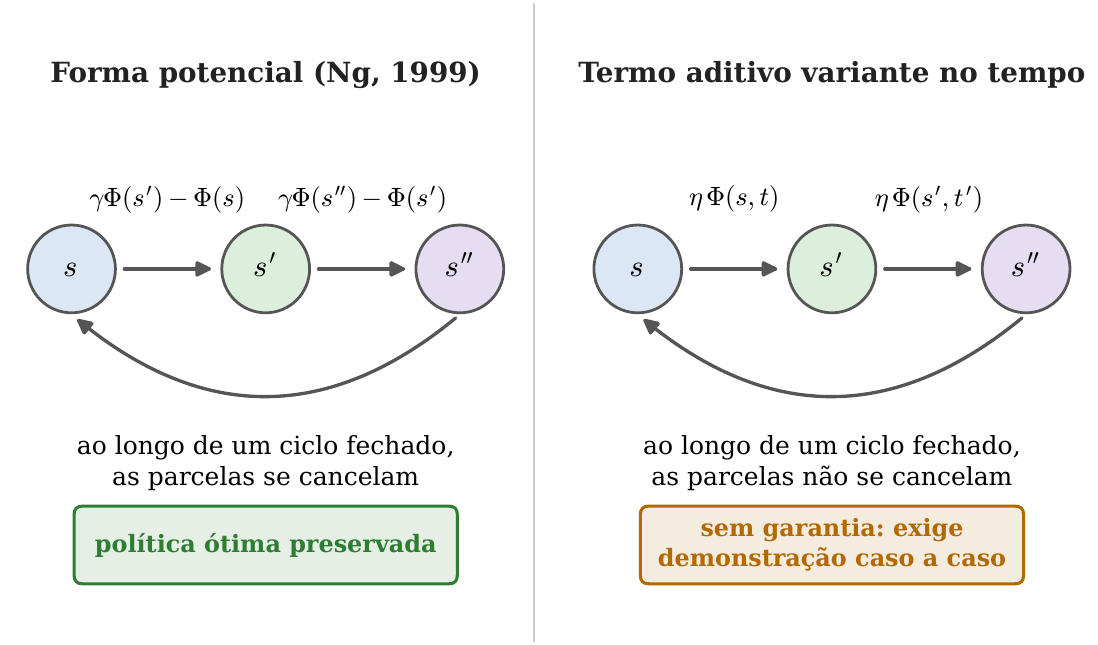 Forma potencial (Ng, 1999)
γΦ(s′) − Φ(s) γΦ(s″) − Φ(s′)
s s′ s″
ao longo de um ciclo fechado,
as parcelas se cancelam
política ótima preservada
Termo aditivo variante no tempo
η Φ(s, t) η Φ(s′, t′)
s s′ s″
ao longo de um ciclo fechado,
as parcelas não se cancelam
sem garantia: exige
demonstração caso a caso